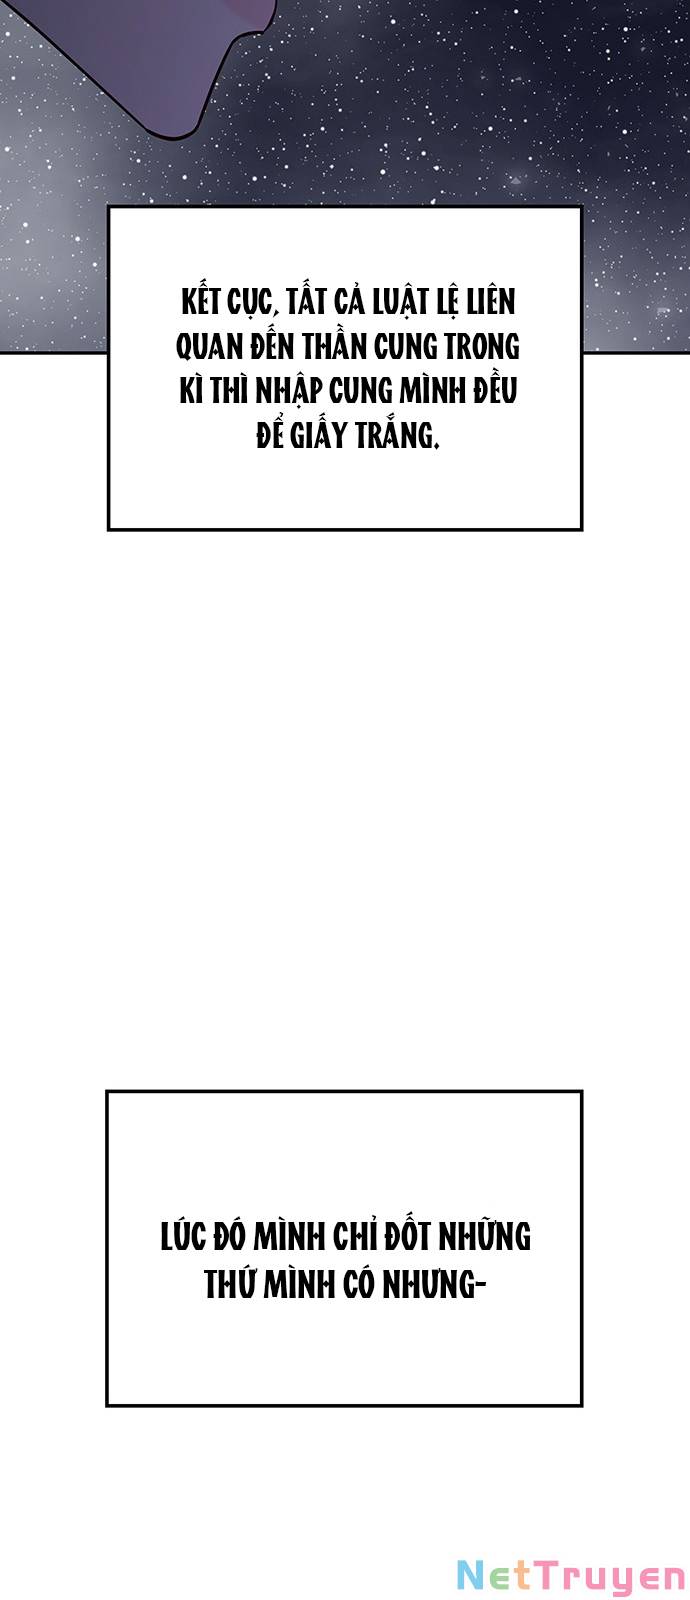 KẾT CỤC, TẤT CẢ LUẬT LỆ LIÊN
QUAN ĐẾN THẦN CUNG TRONG
KÌ THÌ NHẬP CUNG MÌNH ĐỀU
ĐỂ GIẤY TRẮNG.
LÚC ĐÓ MÌNH CHỈ ĐỐT NHỮNG
THỨ MÌNH CÓ NHƯNG-
NetTruyen